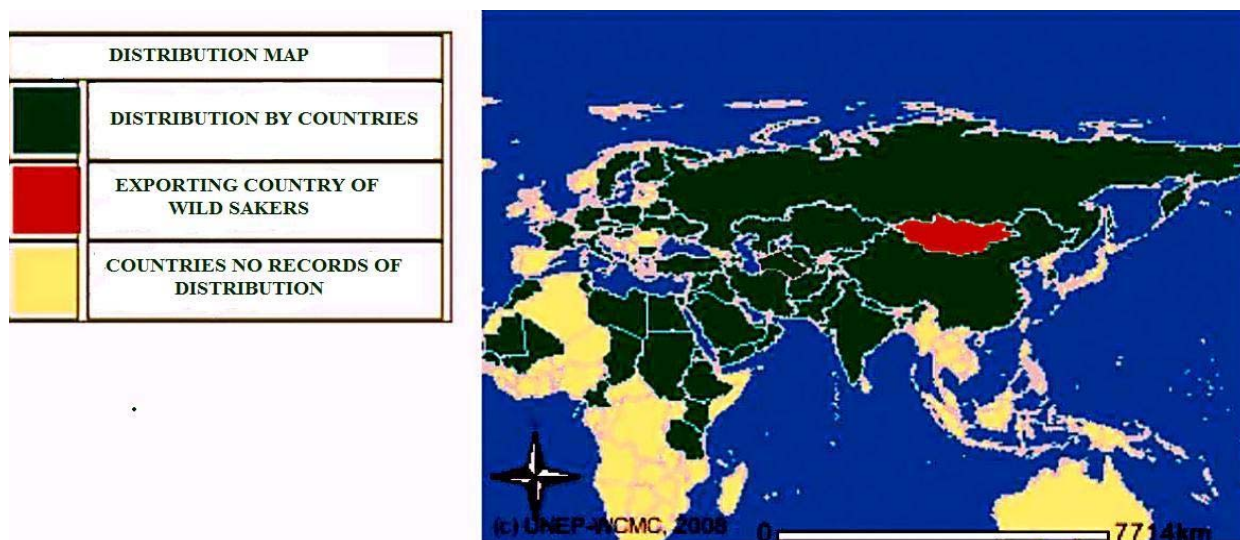 DISTRIBUTION MAP
DISTRIBUTION BY COUNTRIES
EXPORTING COUNTRY OF
WILD SAKERS
COUNTRIES NO RECORDS OF
DISTRIBUTION
(c) UNEP-WCMC, 2008
0 7714km